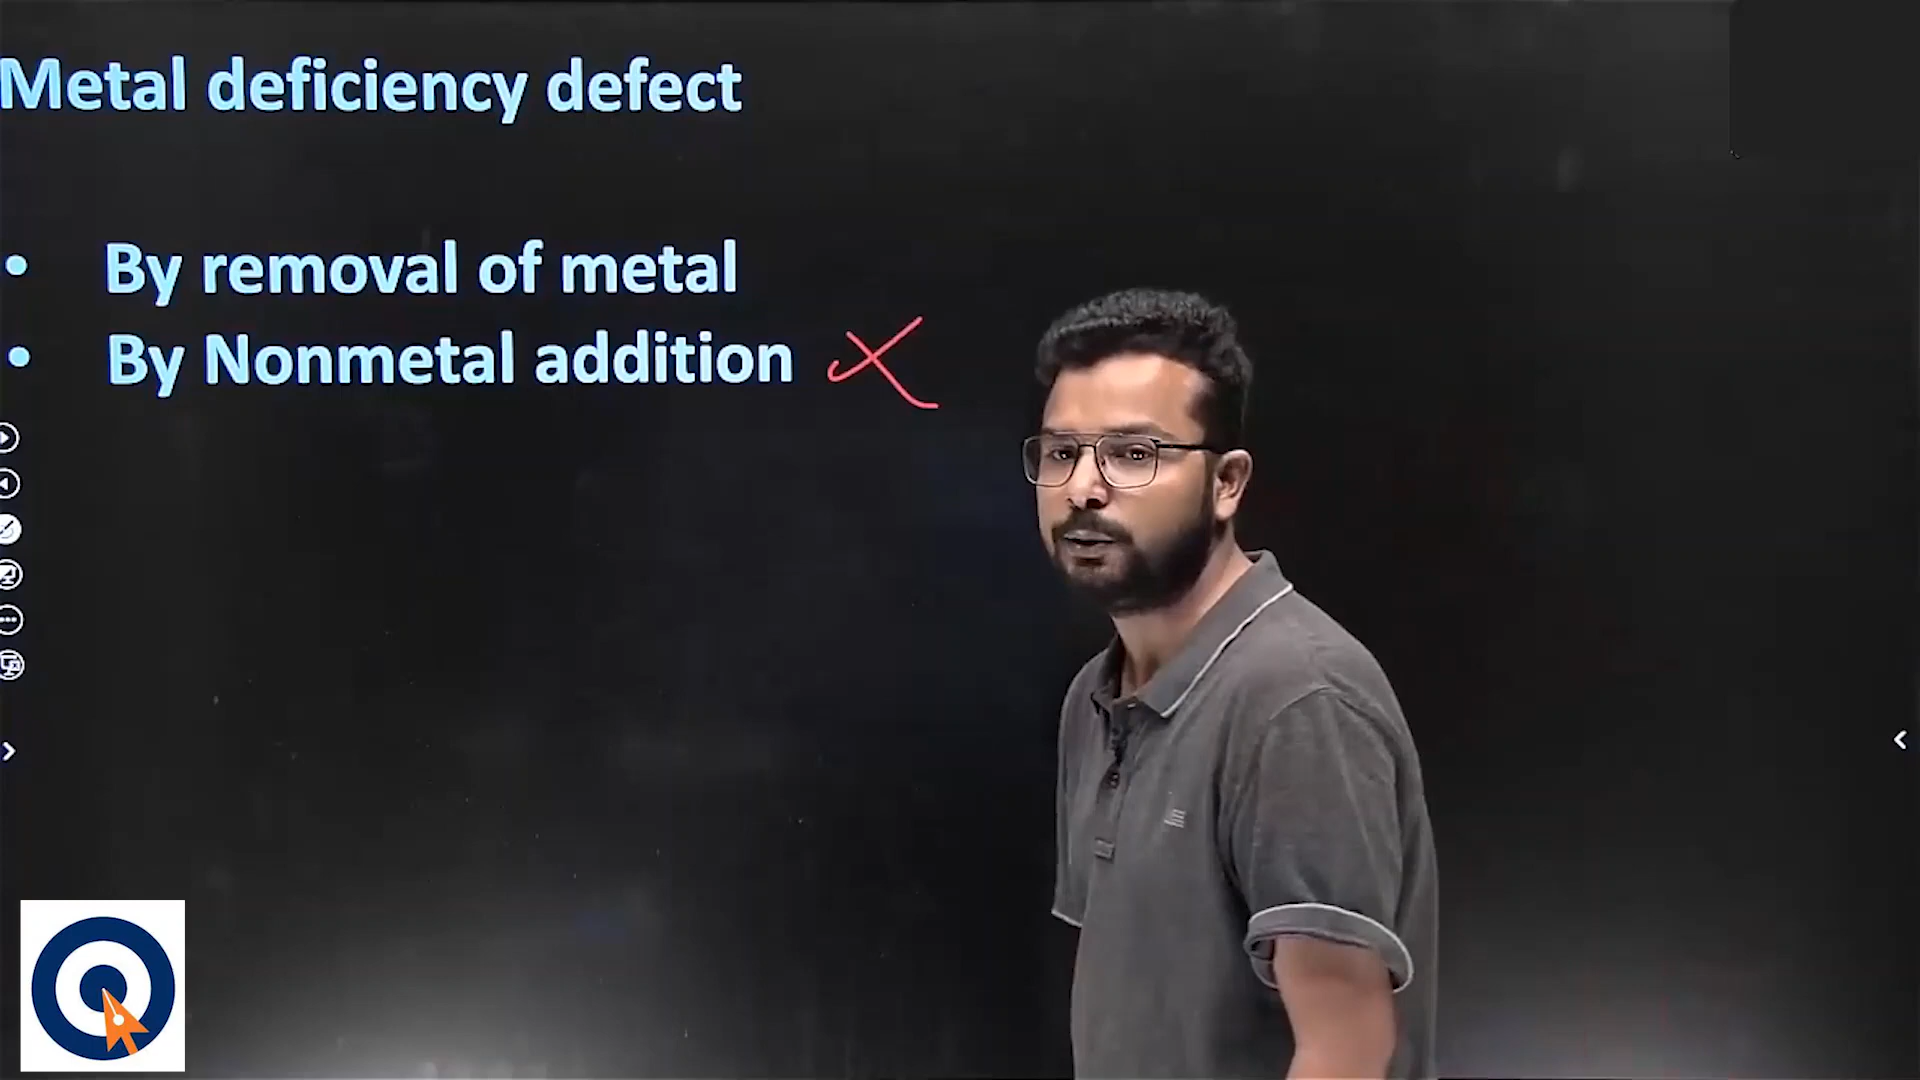 Metal deficiency defect
• By removal of metal
• By Nonmetal addition